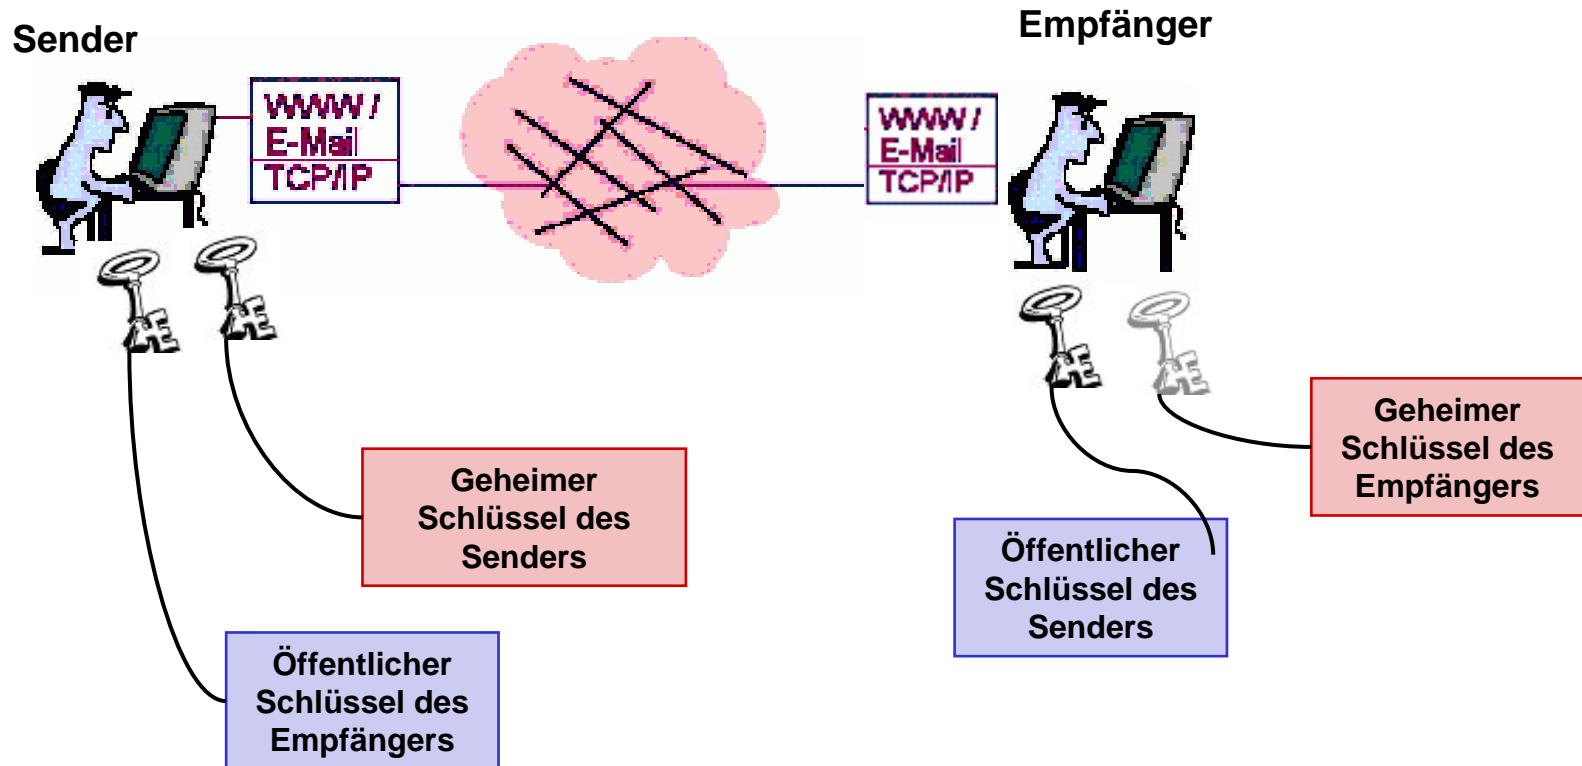 Sender
Empfänger
WWW /
E-Mail
TCP/IP
WWW /
E-Mail
TCP/IP
Geheimer
Schlüssel des
Senders
Öffentlicher
Schlüssel des
Empfängers
Öffentlicher
Schlüssel des
Senders
Geheimer
Schlüssel des
Empfängers